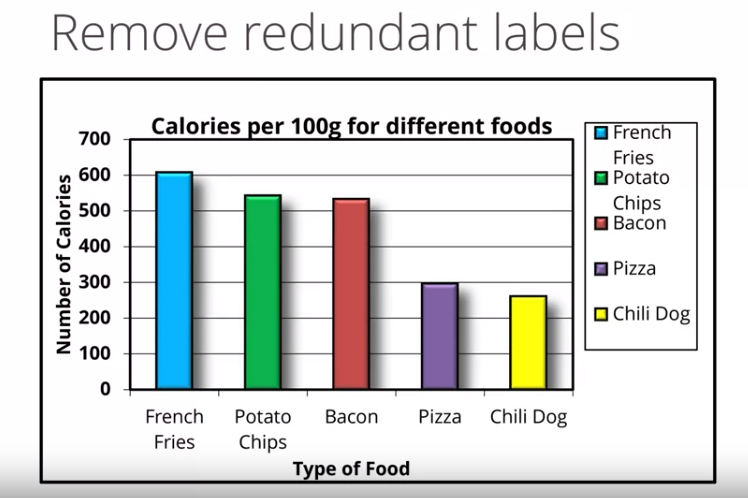 Remove redundant labels
Calories per 100g for different foods
700
600
500
400
300
200
100
0
Number of Calories
French
Fries
Potato
Chips
Bacon
Pizza
Chili Dog
Type of Food
French
Fries
Potato
Chips
Bacon
Pizza
Chili Dog